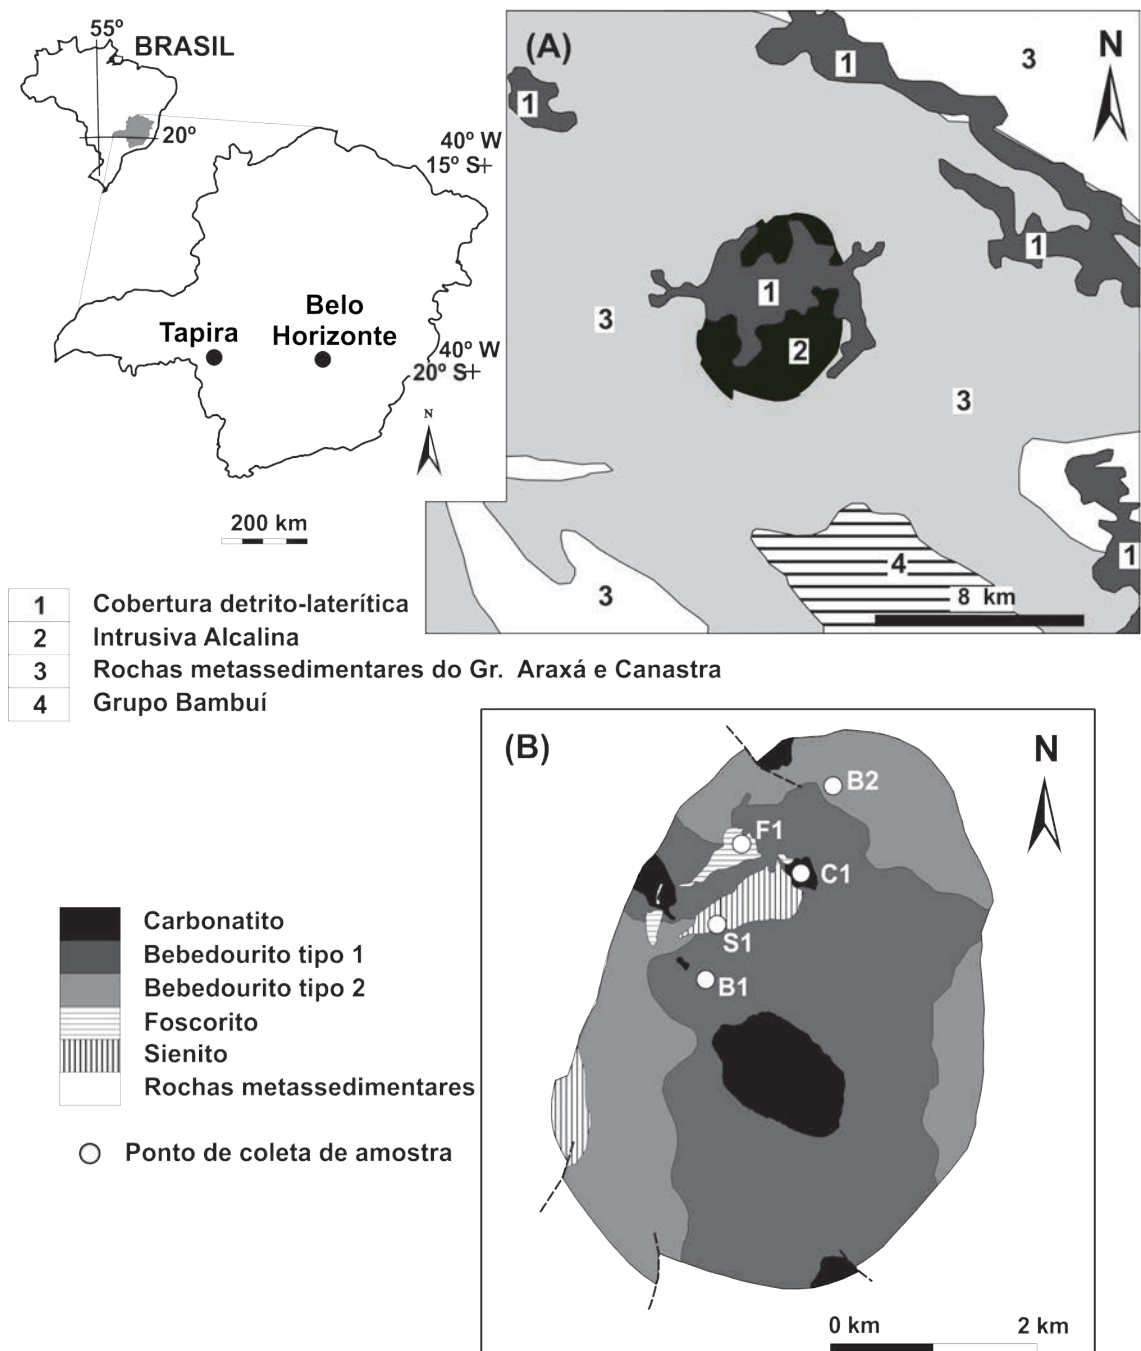 55º
BRASIL
20º
40º W
15º S+
Belo
Horizonte
Tapira
40º W
20º S+
N
200 km
(A)
N
1
3
1
1
1
3
2
3
1
4
3
8 km
1 Cobertura detrito-laterítica
2 Intrusiva Alcalina
3 Rochas metassedimentares do Gr. Araxá e Canastra
4 Grupo Bambuí
(B)
N
B2
F1
C1
S1
B1
Carbonatito
Bebedourito tipo 1
Bebedourito tipo 2
Foscorito
Sienito
Rochas metassedimentares
Ponto de coleta de amostra
0 km 2 km